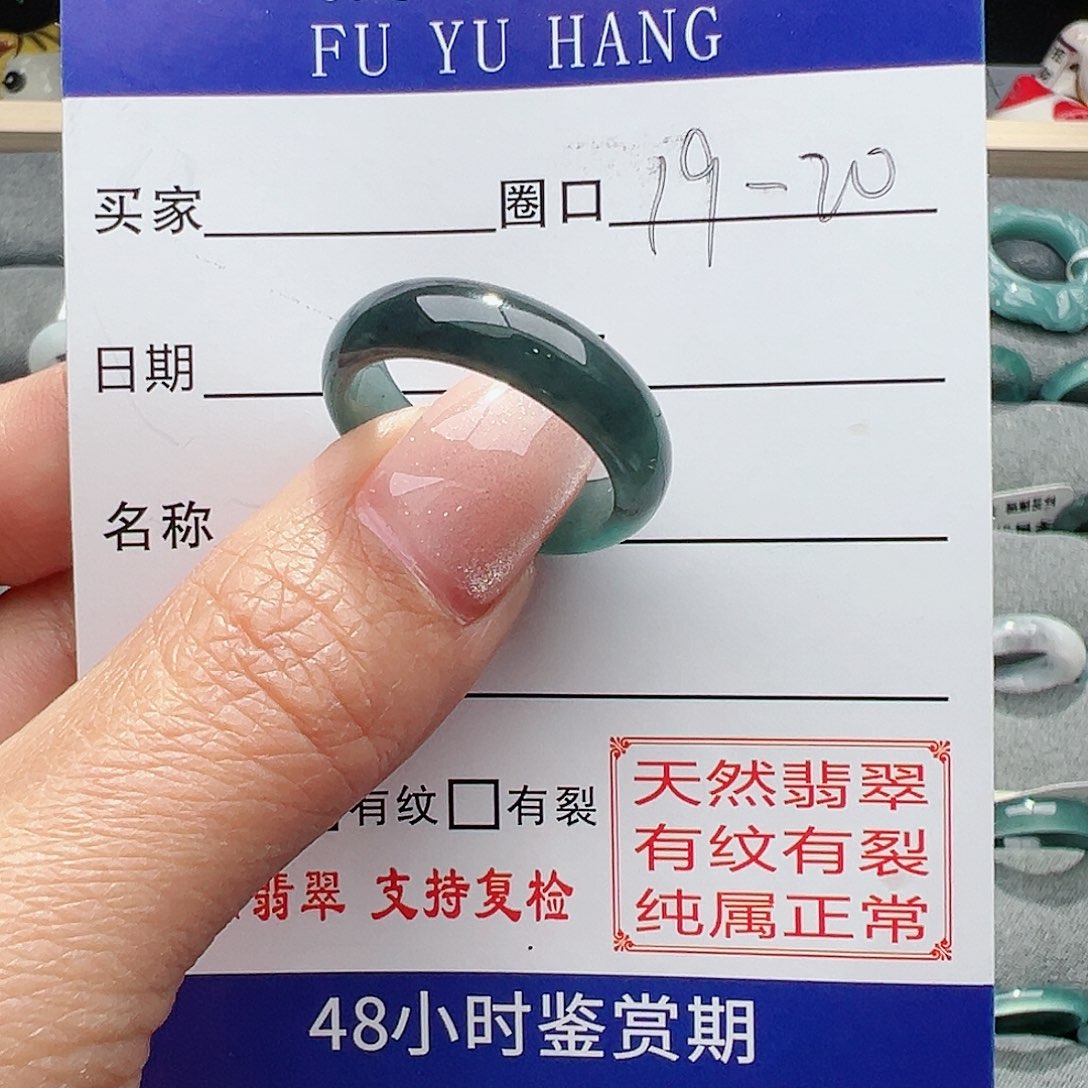 FU YU HANG
买家 圈口 19-20
日期
名称
有纹 □ 有裂
翡翠 支持复检
天然翡翠
有纹有裂
纯属正常
48小时鉴赏期